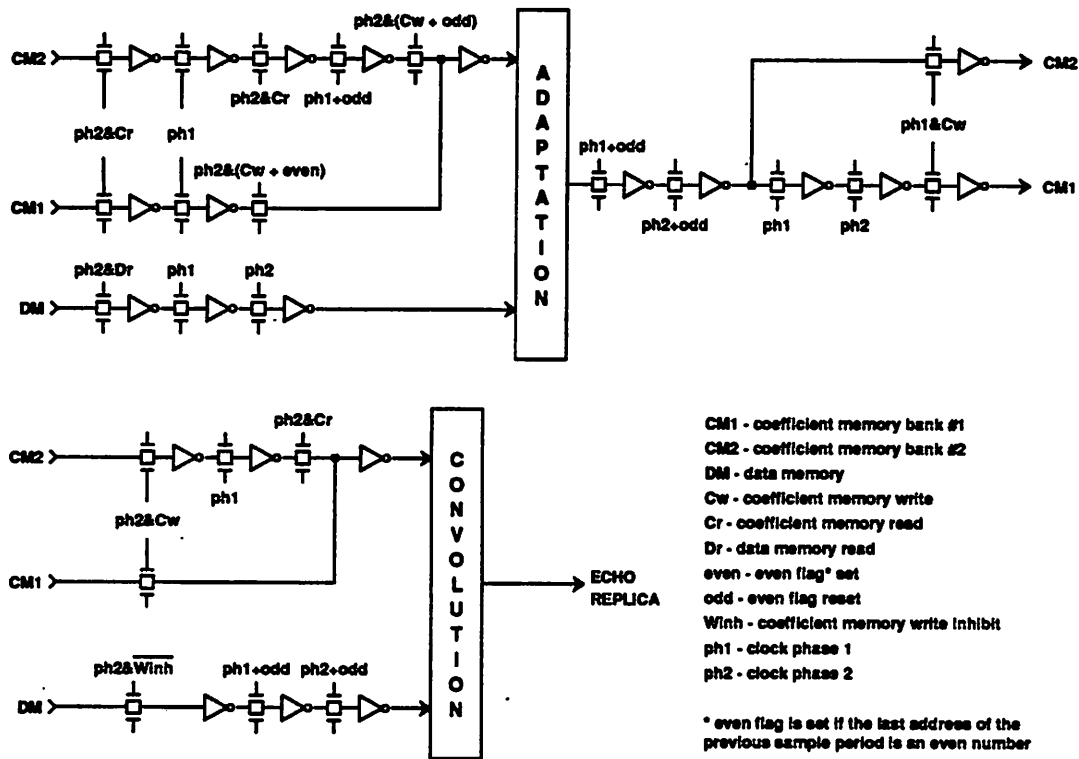 ph2&(Cw + odd)
CM2
ph2&Cr
ph1+odd
ph2&Cr
ph1
ph2&(Cw + even)
CM1
ph2&Dr
ph1
ph2
DM
ADAPTATION
ph1+odd
ph2+odd
ph1
ph2
ph1&Cw
CM2
CM1
ph2&Cr
CM2
ph1
ph2&Cw
CM1
ph2&W̅i̅n̅h̅
ph1+odd
ph2+odd
DM
CONVOLUTION
ECHO
REPLICA
CM1 - coefficient memory bank #1
CM2 - coefficient memory bank #2
DM - data memory
Cw - coefficient memory write
Cr - coefficient memory read
Dr - data memory read
even - even flag* set
odd - even flag reset
Winh - coefficient memory write inhibit
ph1 - clock phase 1
ph2 - clock phase 2
* even flag is set if the last address of the
previous sample period is an even number